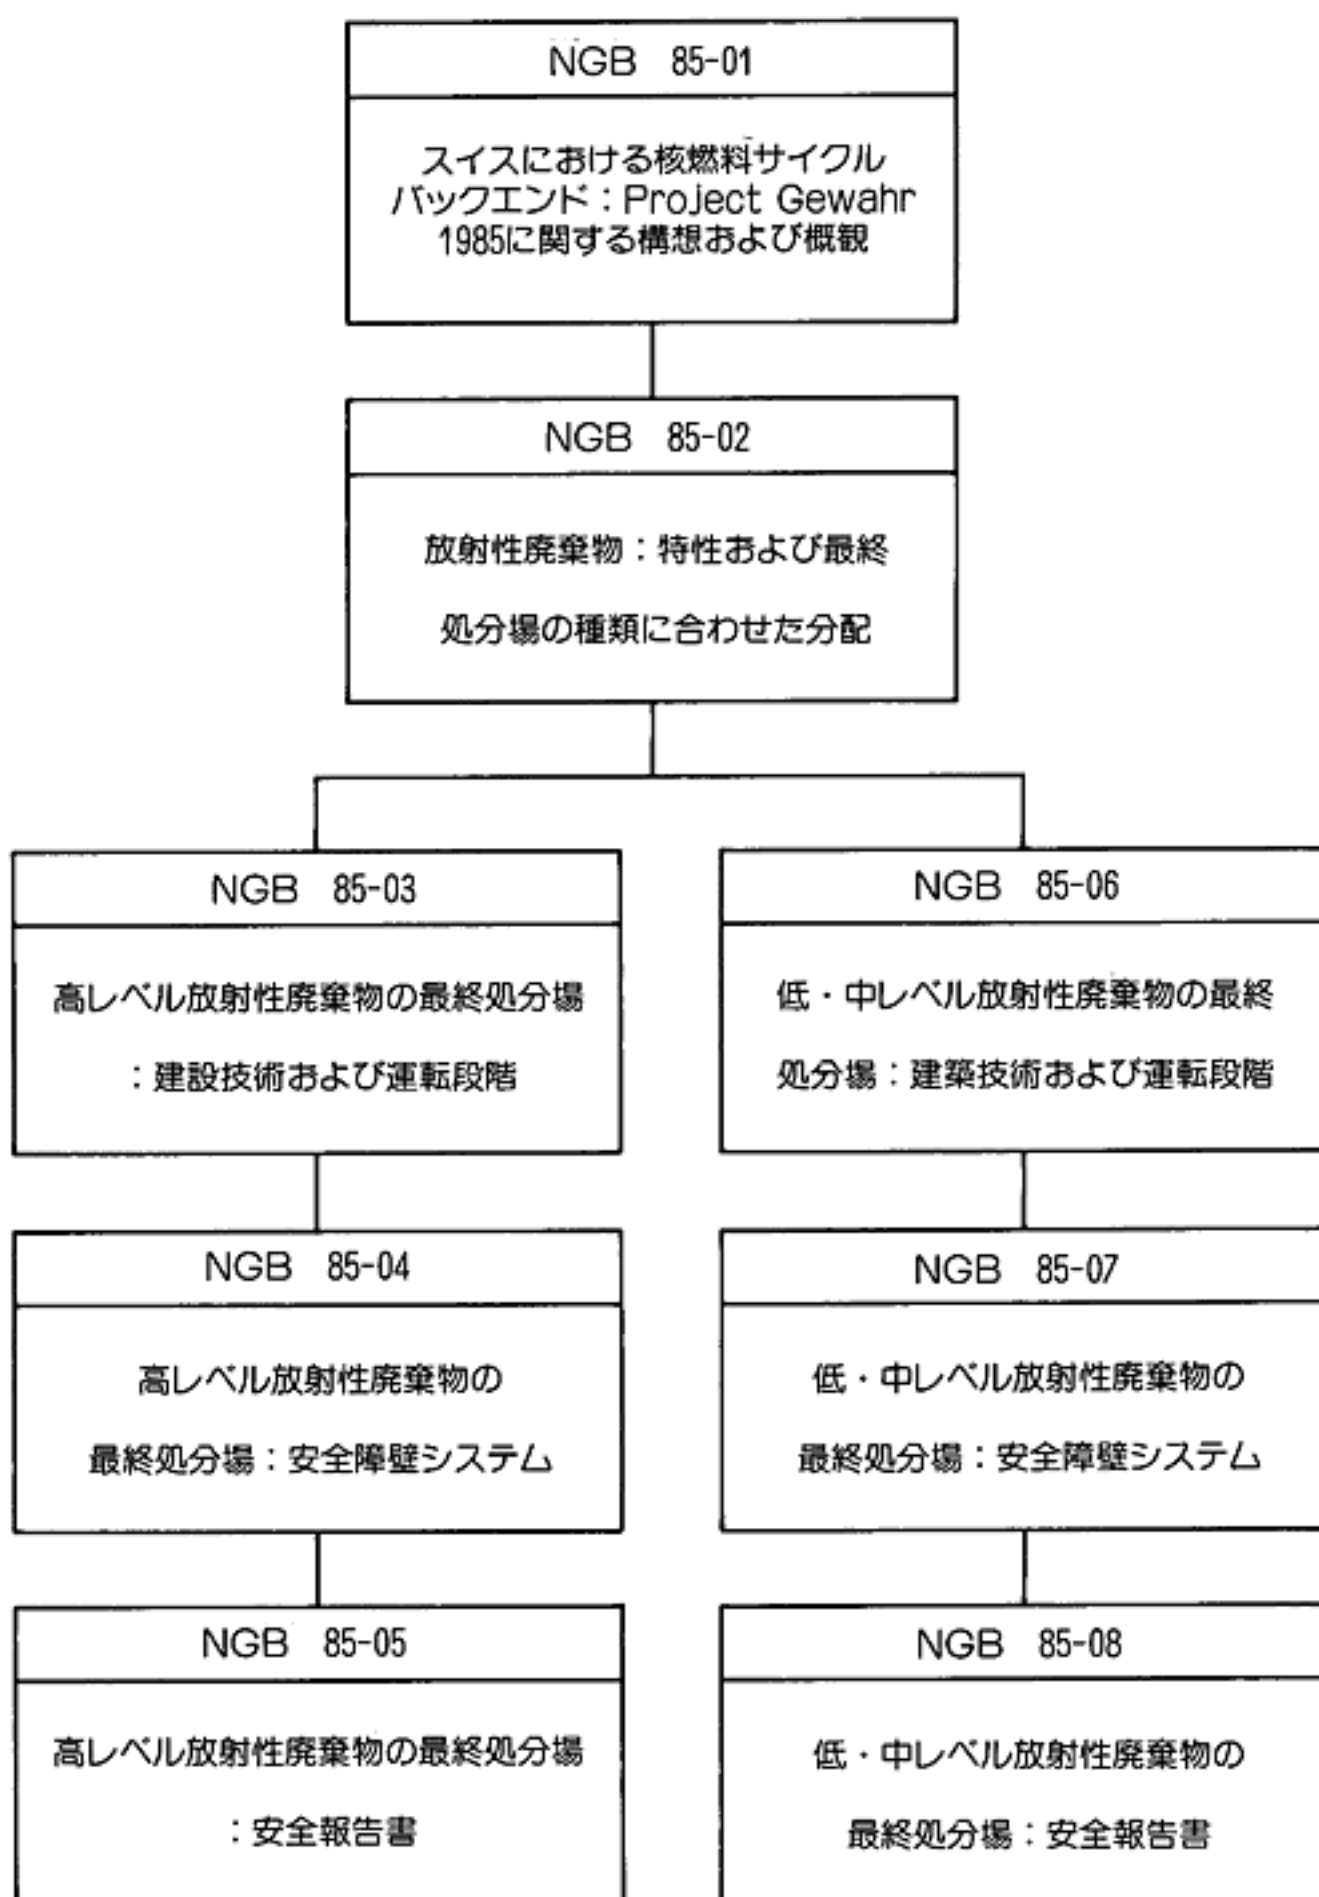 NGB 85-01
スイスにおける核燃料サイクル
バックエンド：Project Gewahr
1985に関する構想および概観
NGB 85-02
放射性廃棄物：特性および最終
処分場の種類に合わせた分配
NGB 85-03
高レベル放射性廃棄物の最終処分場
：建設技術および運転段階
NGB 85-04
高レベル放射性廃棄物の
最終処分場：安全障壁システム
NGB 85-05
高レベル放射性廃棄物の最終処分場
：安全報告書
NGB 85-06
低・中レベル放射性廃棄物の最終
処分場：建築技術および運転段階
NGB 85-07
低・中レベル放射性廃棄物の
最終処分場：安全障壁システム
NGB 85-08
低・中レベル放射性廃棄物の
最終処分場：安全報告書